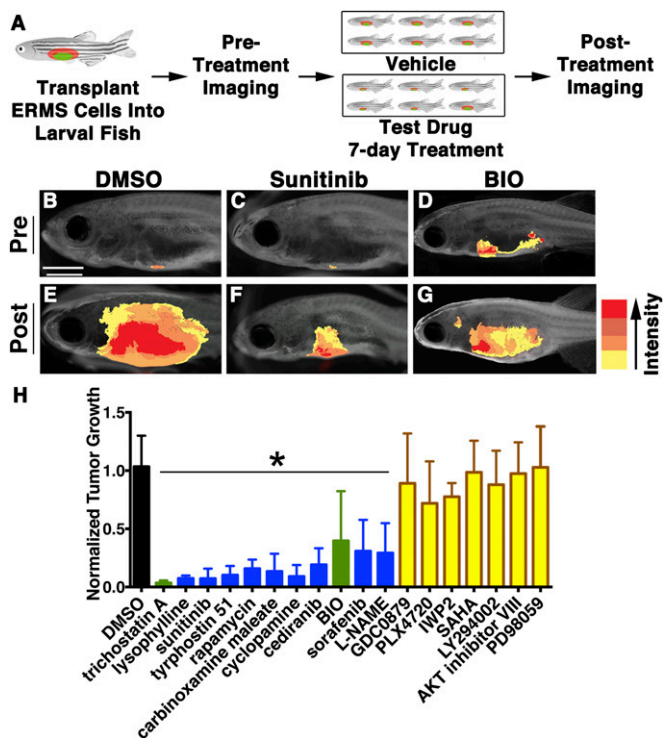 A
Transplant
ERMS Cells Into
Larval Fish
Pre-
Treatment
Imaging
Vehicle
Test Drug
7-day Treatment
Post-
Treatment
Imaging
DMSO
Sunitinib
BIO
Pre
B
C
D
Post
E
F
G
Intensity
H
Normalized Tumor Growth
1.5
1.0
0.5
0.0
*
DMSO
trichostatin A
lysophylline
sunitinib
tyrphostin 51
rapamycin
carbinoxamine maleate
cyclopamine
cediranib
BIO
sorafenib
L-NAME
GDC0879
PLX4720
IWP2
SAHA
LY294002
AKT inhibitor VIII
PD98059